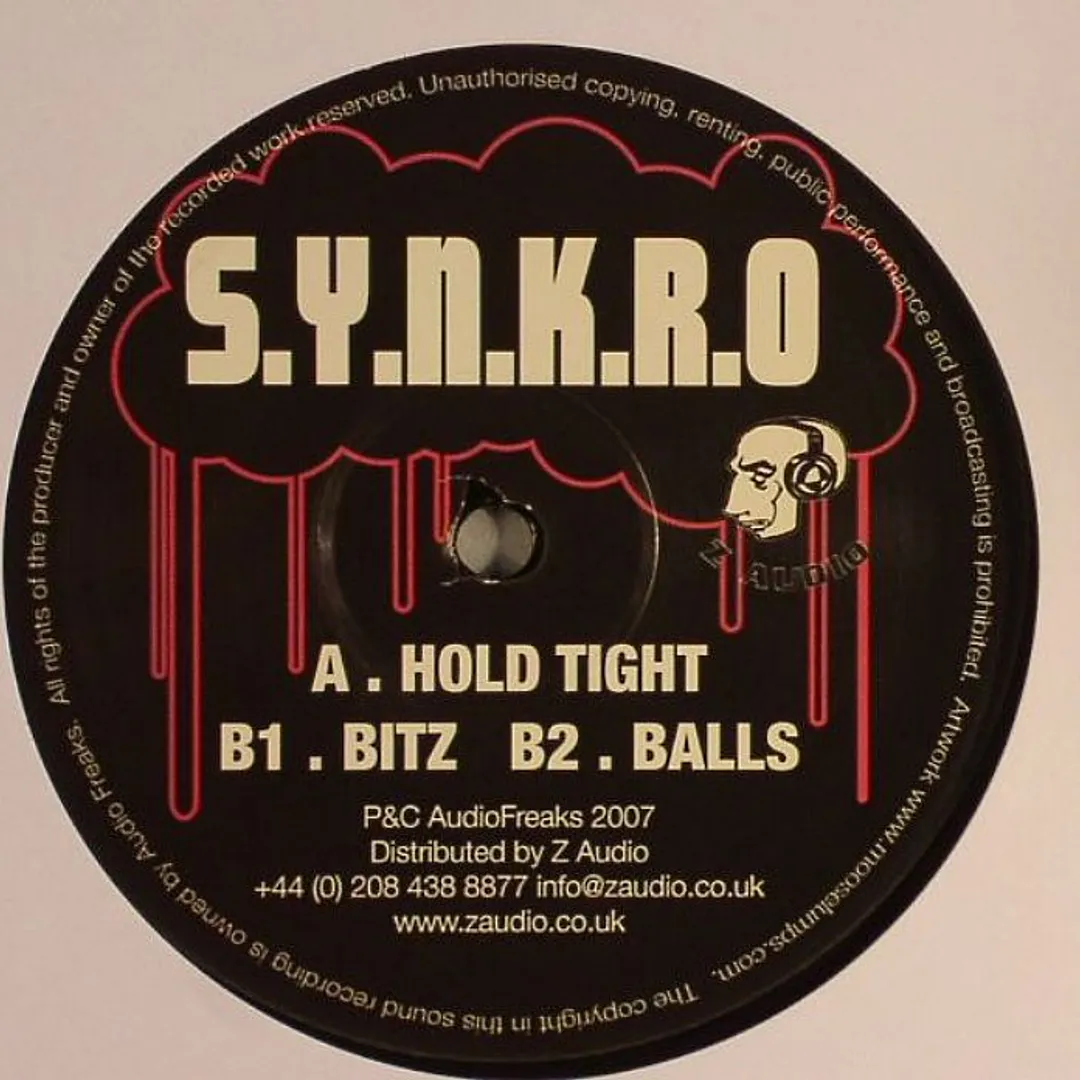 S.Y.N.K.R.O
Z AUDIO
A . HOLD TIGHT
B1 . BITZ B2 . BALLS
P&C AudioFreaks 2007
Distributed by Z Audio
+44 (0) 208 438 8877 info@zaudio.co.uk
www.zaudio.co.uk
All rights of the producer and owner of the recorded work reserved. Unauthorised copying, renting, public performance and broadcasting is prohibited. Artwork www.mooselumps.com. The copyright in this sound recording is owned by Audio Freaks.